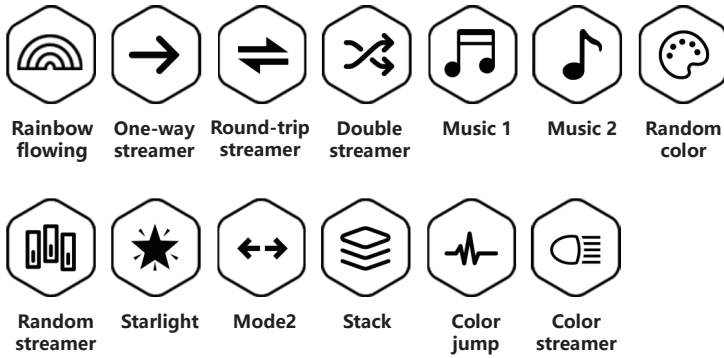 Rainbow flowing
One-way streamer
Round-trip streamer
Double streamer
Music 1
Music 2
Random color
Random streamer
Starlight
Mode2
Stack
Color jump
Color streamer